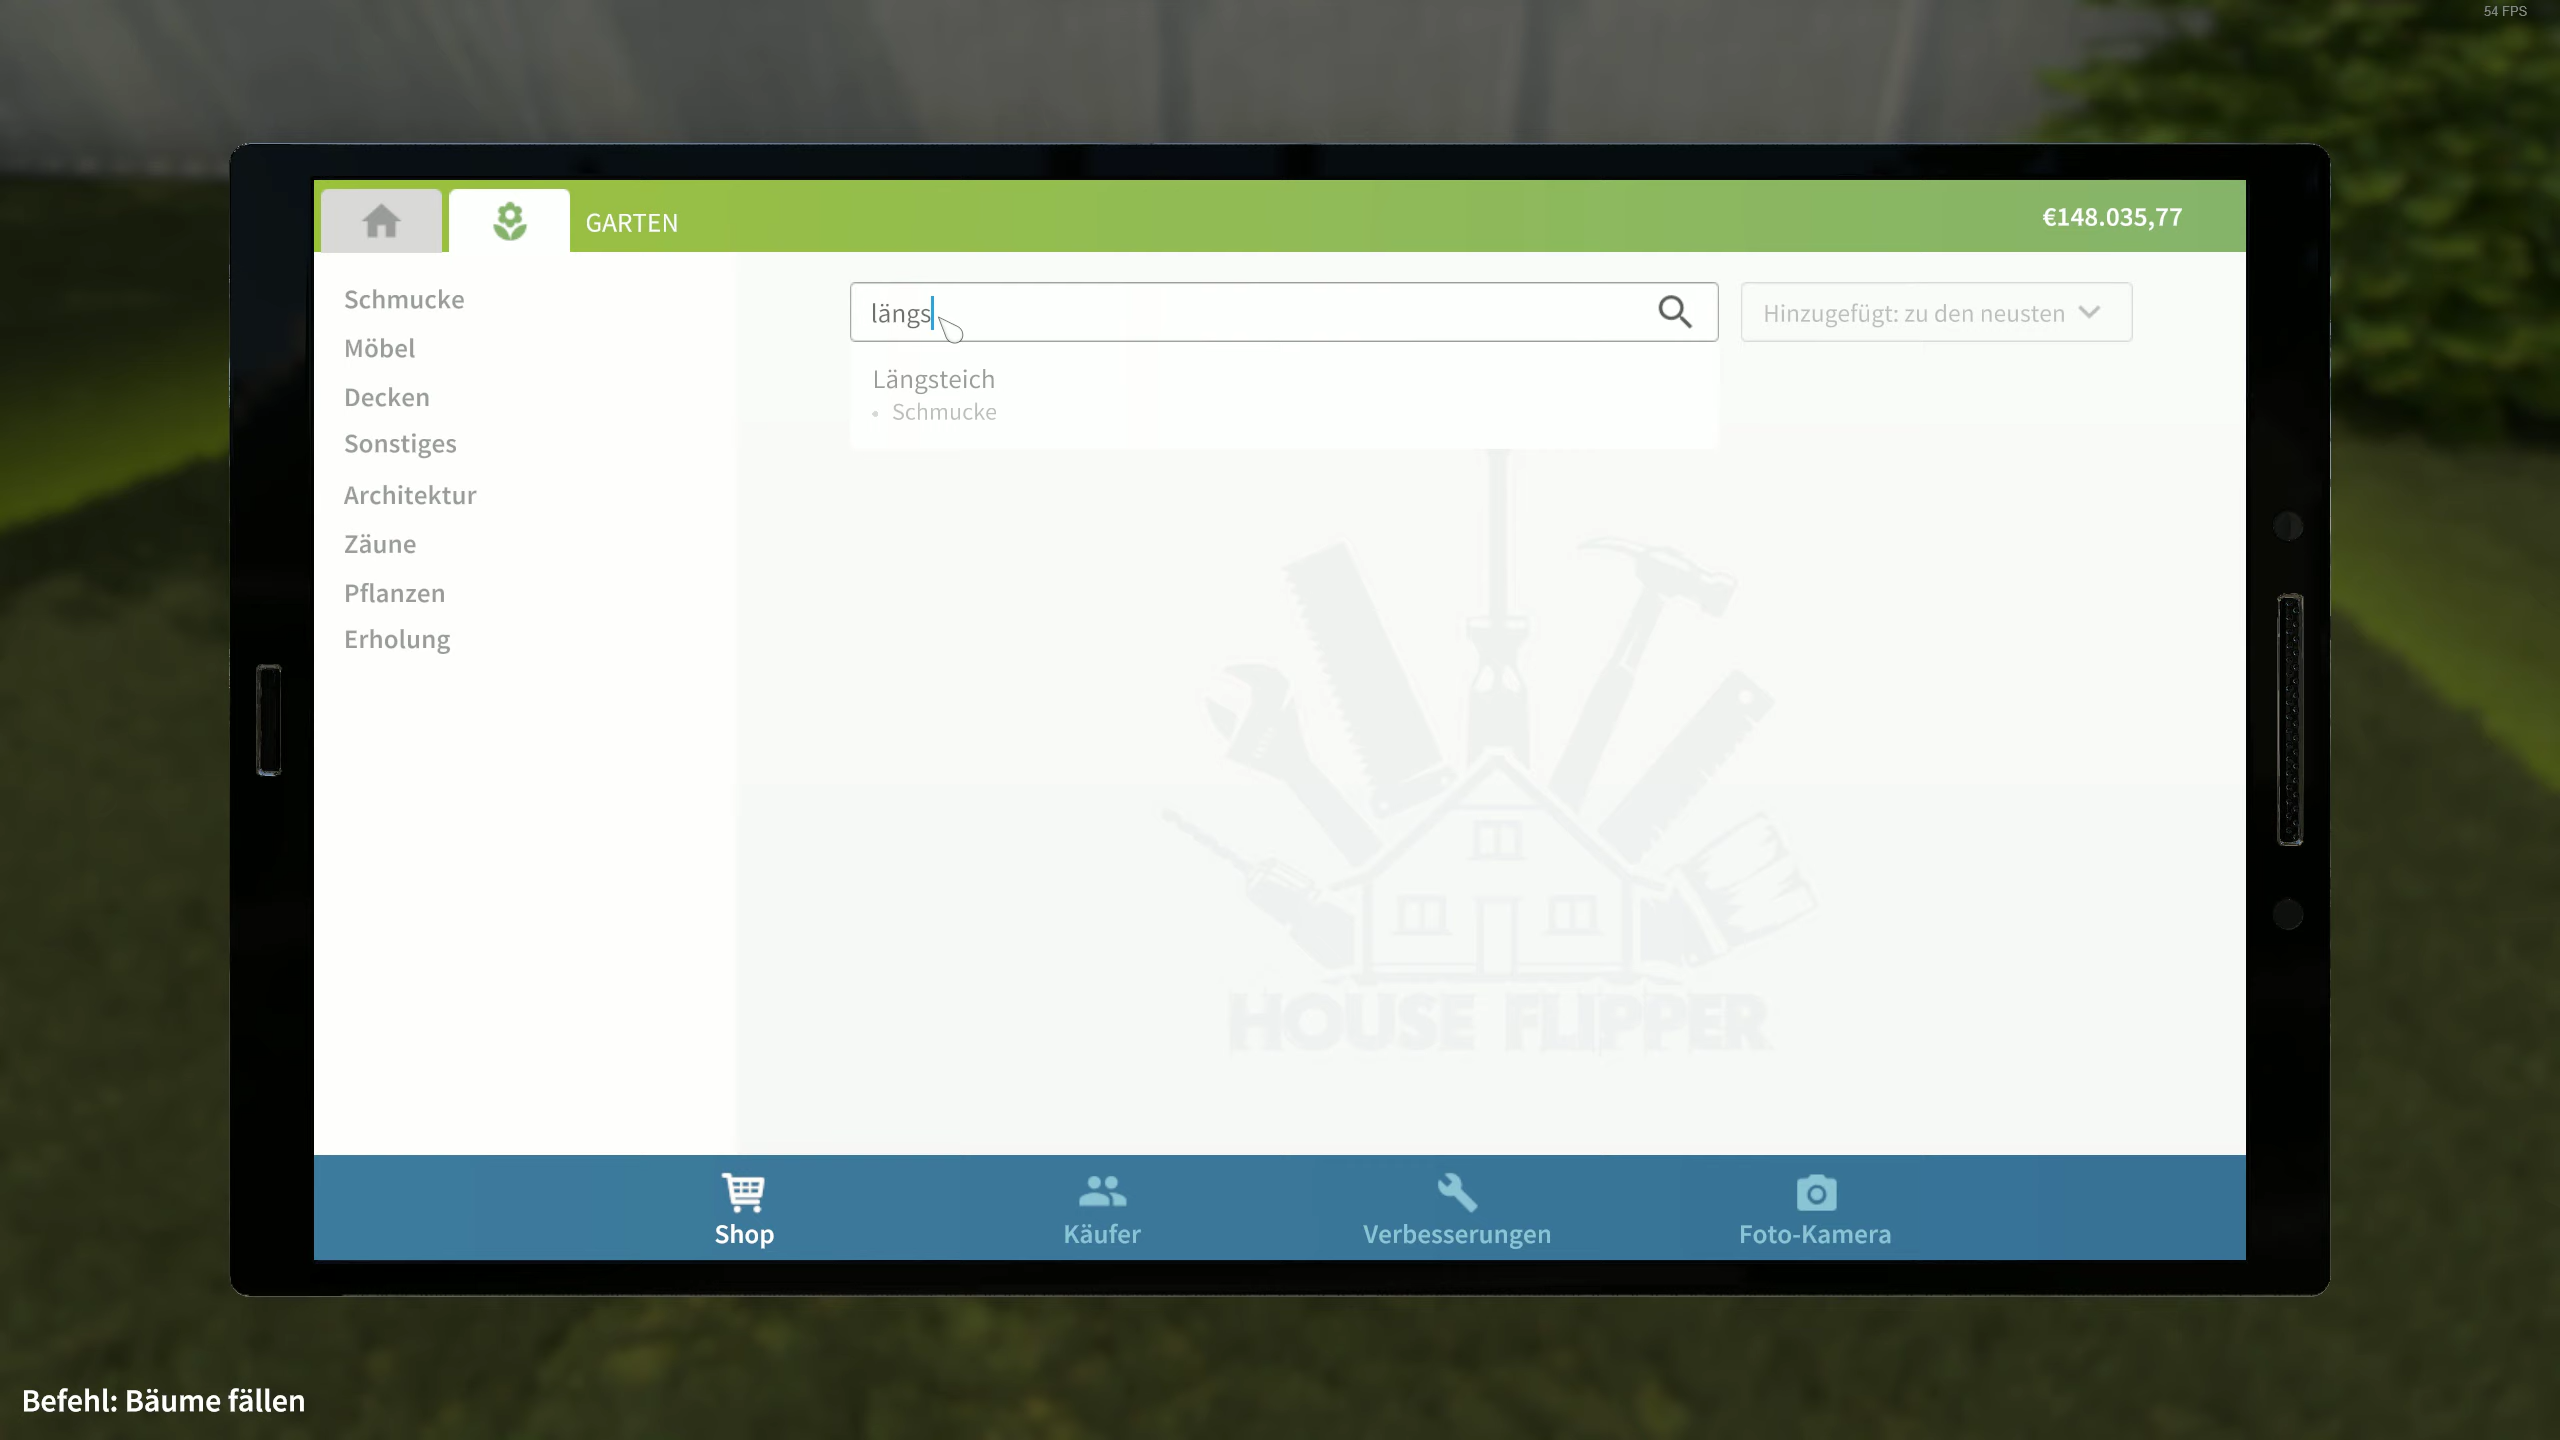 54 FPS
GARTEN
€148.035,77
Schmucke
Möbel
Decken
Sonstiges
Architektur
Zäune
Pflanzen
Erholung
längs
Hinzugefügt: zu den neusten
Längsteich
• Schmucke
HOUSE FLIPPER
Shop
Käufer
Verbesserungen
Foto-Kamera
Befehl: Bäume fällen